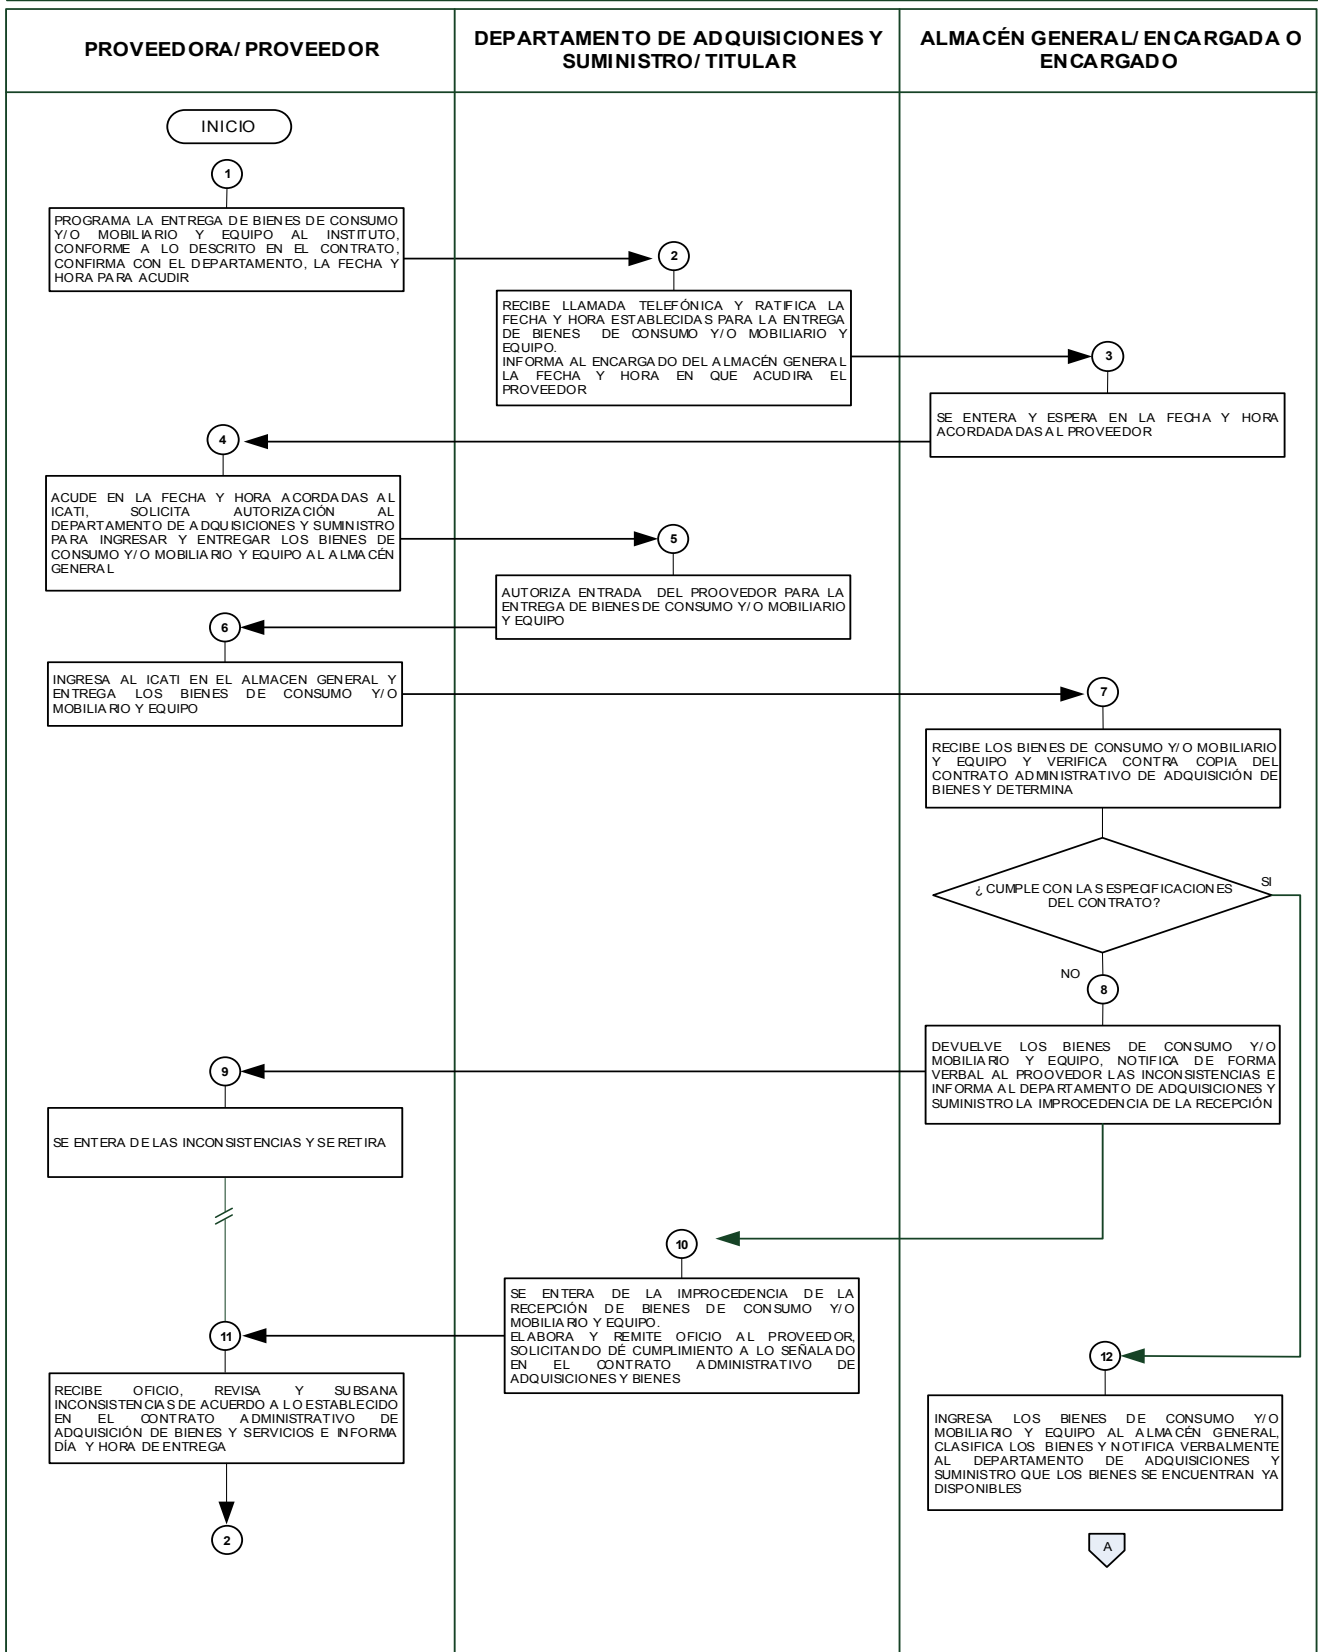 PROVEEDORA/ PROVEEDOR
DEPARTAMENTO DE ADQUISICIONES Y
SUMINISTRO/ TITULAR
ALMACÉN GENERAL/ ENCARGADA O
ENCARGADO
INICIO
1
PROGRAMA LA ENTREGA DE BIENES DE CONSUMO
Y/O MOBILIARIO Y EQUIPO AL INSTITUTO,
CONFORME A LO DESCRITO EN EL CONTRATO,
CONFIRMA CON EL DEPARTAMENTO, LA FECHA Y
HORA PARA ACUDIR
2
RECIBE LLAMADA TELEFÓNICA Y RATIFICA LA
FECHA Y HORA ESTABLECIDAS PARA LA ENTREGA
DE BIENES DE CONSUMO Y/O MOBILIARIO Y
EQUIPO.
INFORMA AL ENCARGADO DEL ALMACÉN GENERAL
LA FECHA Y HORA EN QUE ACUDIRA EL
PROVEEDOR
3
SE ENTERA Y ESPERA EN LA FECHA Y HORA
ACORDADADAS AL PROVEEDOR
4
ACUDE EN LA FECHA Y HORA ACORDADAS AL
ICATI, SOLICITA AUTORIZACIÓN AL
DEPARTAMENTO DE ADQUISICIONES Y SUMINISTRO
PARA INGRESAR Y ENTREGAR LOS BIENES DE
CONSUMO Y/O MOBILIARIO Y EQUIPO AL ALMACÉN
GENERAL
5
AUTORIZA ENTRADA DEL PROOVEDOR PARA LA
ENTREGA DE BIENES DE CONSUMO Y/O MOBILIARIO
Y EQUIPO
6
INGRESA AL ICATI EN EL ALMACEN GENERAL Y
ENTREGA LOS BIENES DE CONSUMO Y/O
MOBILIARIO Y EQUIPO
7
RECIBE LOS BIENES DE CONSUMO Y/O MOBILIARIO
Y EQUIPO Y VERIFICA CONTRA COPIA DEL
CONTRATO ADMINISTRATIVO DE ADQUISICIÓN DE
BIENES Y DETERMINA
¿CUMPLE CON LAS ESPECIFICACIONES
DEL CONTRATO?
SI
NO
8
DEVUELVE LOS BIENES DE CONSUMO Y/O
MOBILIARIO Y EQUIPO, NOTIFICA DE FORMA
VERBAL AL PROOVEDOR LAS INCONSISTENCIAS E
INFORMA AL DEPARTAMENTO DE ADQUISICIONES Y
SUMINISTRO LA IMPROCEDENCIA DE LA RECEPCIÓN
9
SE ENTERA DE LAS INCONSISTENCIAS Y SE RETIRA
10
SE ENTERA DE LA IMPROCEDENCIA DE LA
RECEPCIÓN DE BIENES DE CONSUMO Y/O
MOBILIARIO Y EQUIPO.
ELABORA Y REMITE OFICIO AL PROVEEDOR,
SOLICITANDO DÉ CUMPLIMIENTO A LO SEÑALADO
EN EL CONTRATO ADMINISTRATIVO DE
ADQUISICIONES Y BIENES
11
RECIBE OFICIO, REVISA Y SUBSANA
INCONSISTENCIAS DE ACUERDO A LO ESTABLECIDO
EN EL CONTRATO ADMINISTRATIVO DE
ADQUISICIÓN DE BIENES Y SERVICIOS E INFORMA
DÍA Y HORA DE ENTREGA
2
12
INGRESA LOS BIENES DE CONSUMO Y/O
MOBILIARIO Y EQUIPO AL ALMACÉN GENERAL,
CLASIFICA LOS BIENES Y NOTIFICA VERBALMENTE
AL DEPARTAMENTO DE ADQUISICIONES Y
SUMINISTRO QUE LOS BIENES SE ENCUENTRAN YA
DISPONIBLES
A